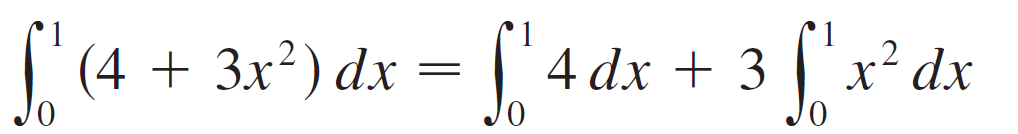 ∫₀¹ (4 + 3x²) dx = ∫₀¹ 4 dx + 3 ∫₀¹ x² dx